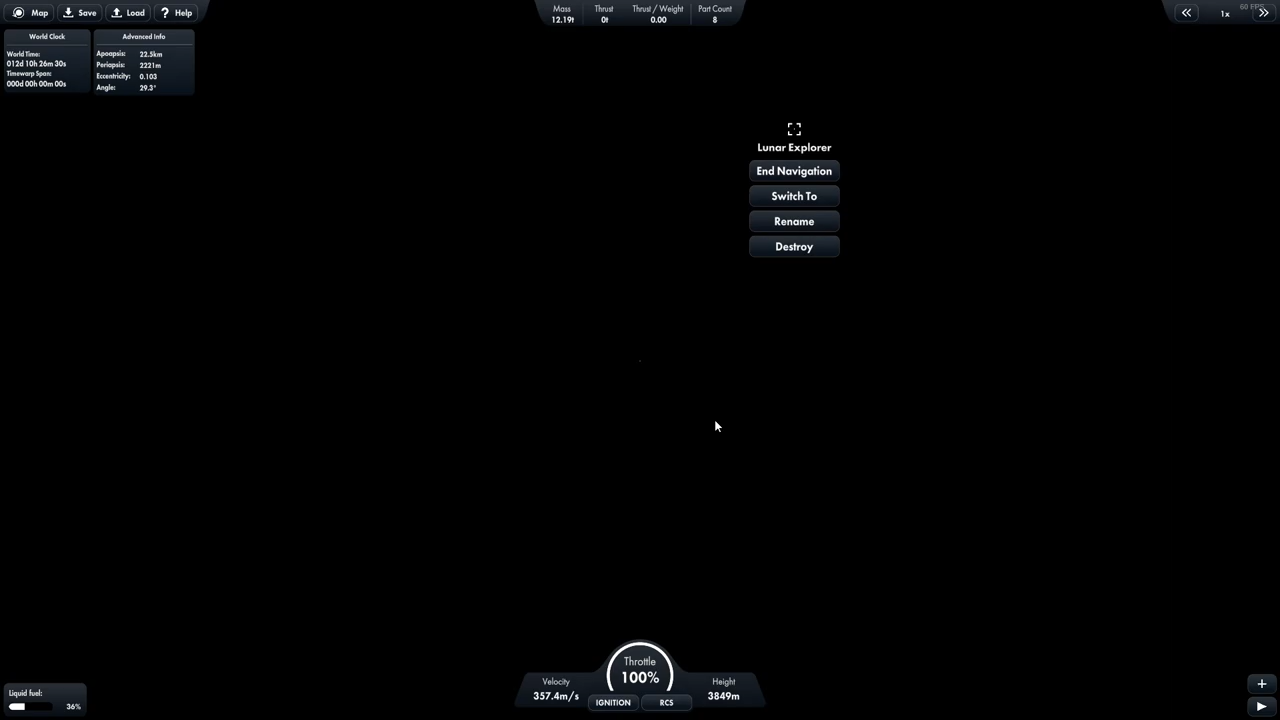 Map
Save
Load
Help
Mass
12.19t
Thrust
0t
Thrust / Weight
0.00
Part Count
8
1x
60 FPS
World Clock
World Time:
012d 10h 26m 30s
Timewarp Span:
000d 00h 00m 00s
Advanced Info
Apoapsis: 22.5km
Periapsis: 2221m
Eccentricity: 0.103
Angle: 29.3°
Lunar Explorer
End Navigation
Switch To
Rename
Destroy
Throttle
100%
Velocity
357.4m/s
IGNITION
RCS
Height
3849m
Liquid fuel:
36%